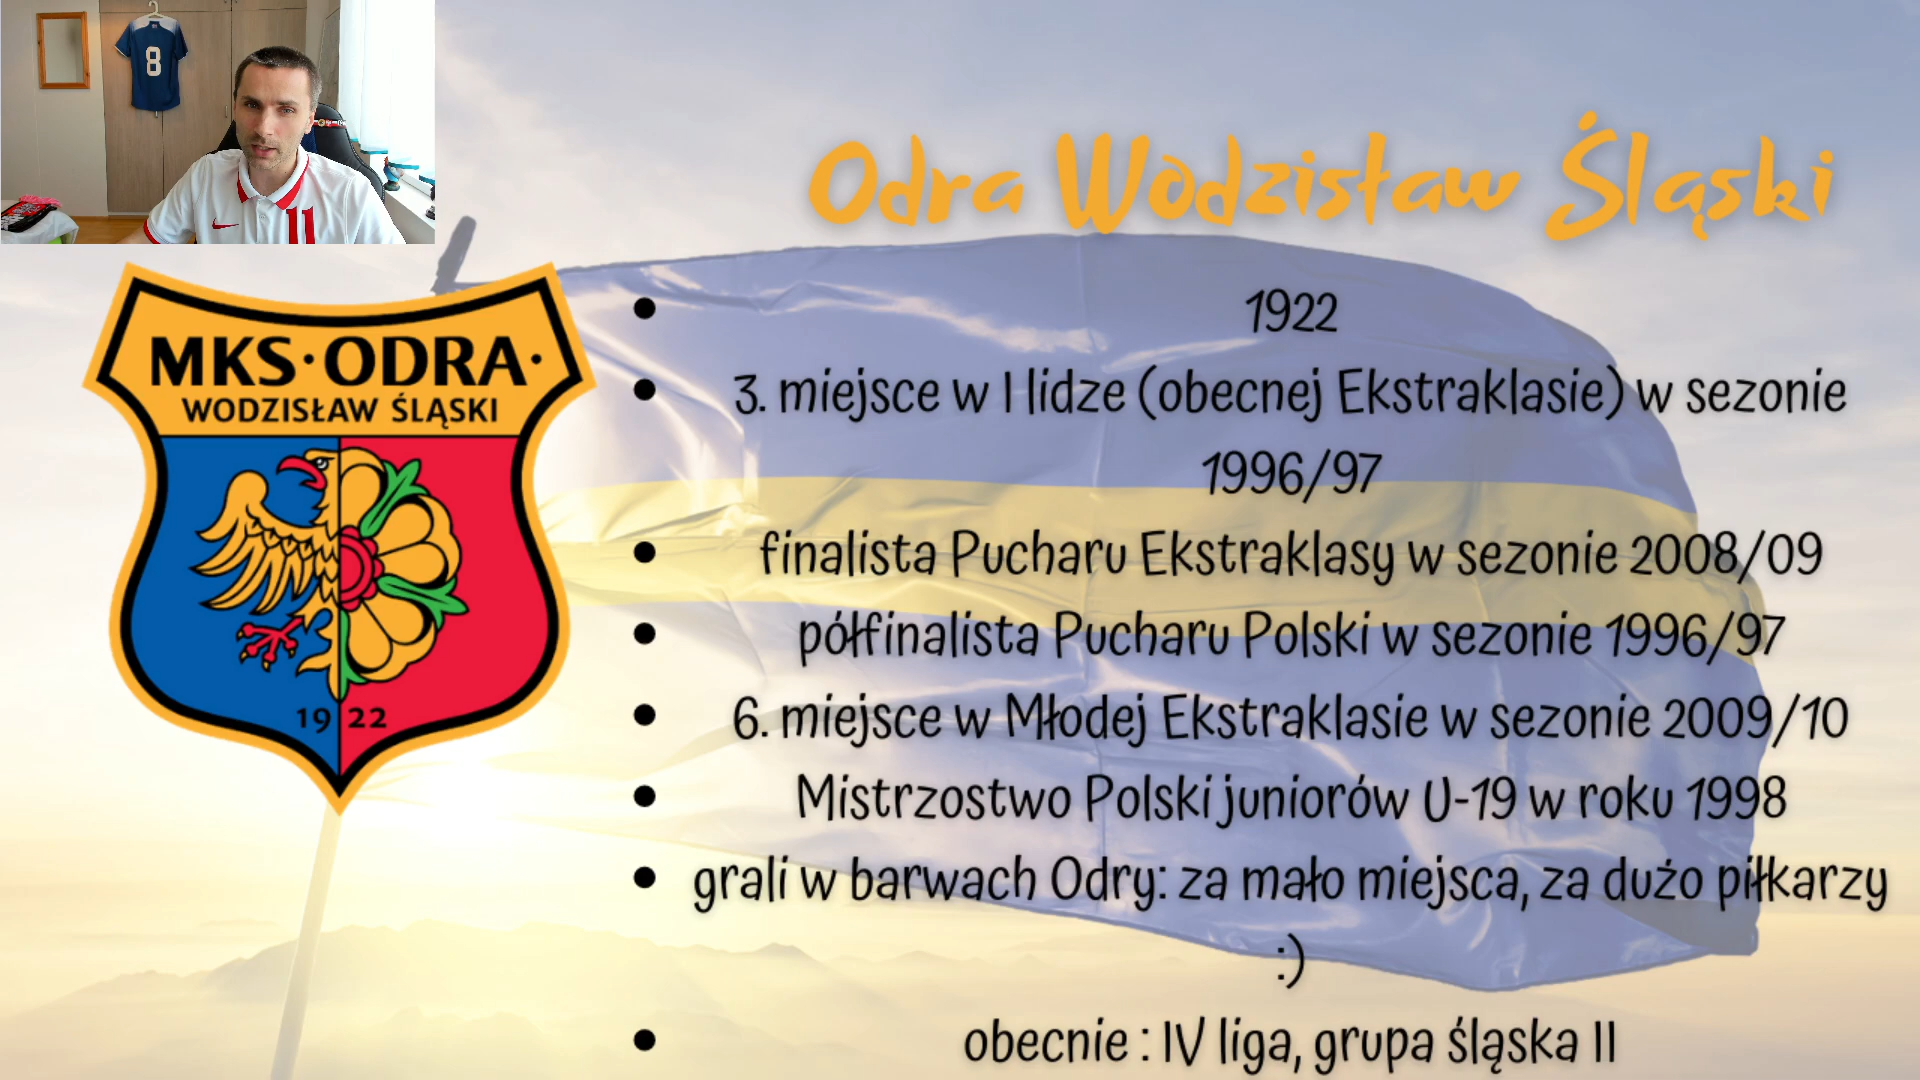 8
11
Odra Wodzisław Śląski
MKS·ODRA·
WODZISŁAW ŚLĄSKI
19 22
• 1922
• 3. miejsce w I lidze (obecnej Ekstraklasie) w sezonie
1996/97
• finalista Pucharu Ekstraklasy w sezonie 2008/09
• półfinalista Pucharu Polski w sezonie 1996/97
• 6. miejsce w Młodej Ekstraklasie w sezonie 2009/10
• Mistrzostwo Polski juniorów U-19 w roku 1998
• grali w barwach Odry: za mało miejsca, za dużo piłkarzy
:)
• obecnie : IV liga, grupa śląska II